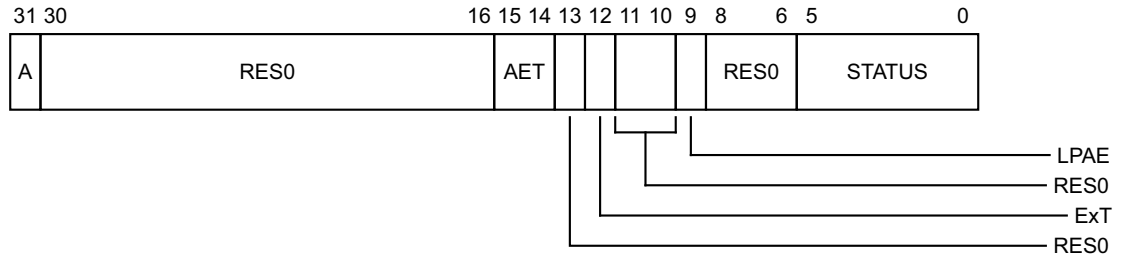 31 30 16 15 14 13 12 11 10 9 8 6 5 0
A RES0 AET RES0 STATUS
LPAE
RES0
ExT
RES0